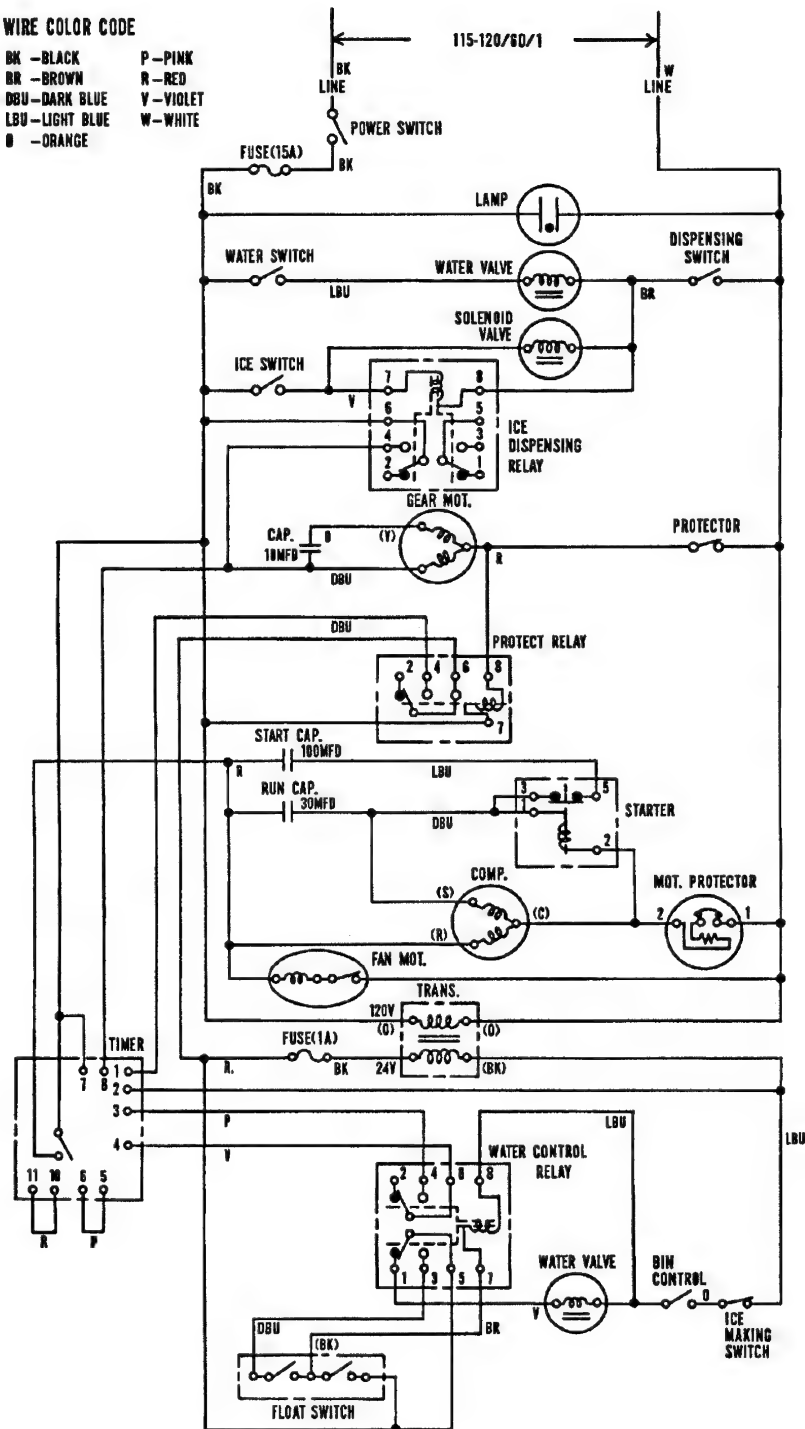 WIRE COLOR CODE
BK -BLACK P-PINK
BR -BROWN R-RED
DBU-DARK BLUE V-VIOLET
LBU-LIGHT BLUE W-WHITE
O -ORANGE
115-120/60/1
BK
LINE
W
LINE
POWER SWITCH
FUSE(15A)
BK
BK
LAMP
WATER SWITCH
WATER VALVE
DISPENSING
SWITCH
LBU
BR
SOLENOID
VALVE
ICE SWITCH
V
7 8
6 5
4 3
2 1
ICE
DISPENSING
RELAY
GEAR MOT.
CAP.
10MFD
O
(Y)
PROTECTOR
R
DBU
DBU
PROTECT RELAY
2 4 6 8
7
START CAP.
100MFD
R
LBU
RUN CAP.
30MFD
DBU
3 5
1
2
STARTER
COMP.
MOT. PROTECTOR
(S)
(C)
2 1
(R)
FAN MOT.
TRANS.
120V
(O) (O)
TIMER
FUSE(1A)
R. BK 24V (BK)
7 8 1
2
3
4
P
V
LBU
LBU
WATER CONTROL
RELAY
2 4 6 8
11 10 6 5
R P
1 3 5 7
WATER VALVE
BIN
CONTROL
O
V
ICE
MAKING
SWITCH
DBU
(BK)
BR
FLOAT SWITCH